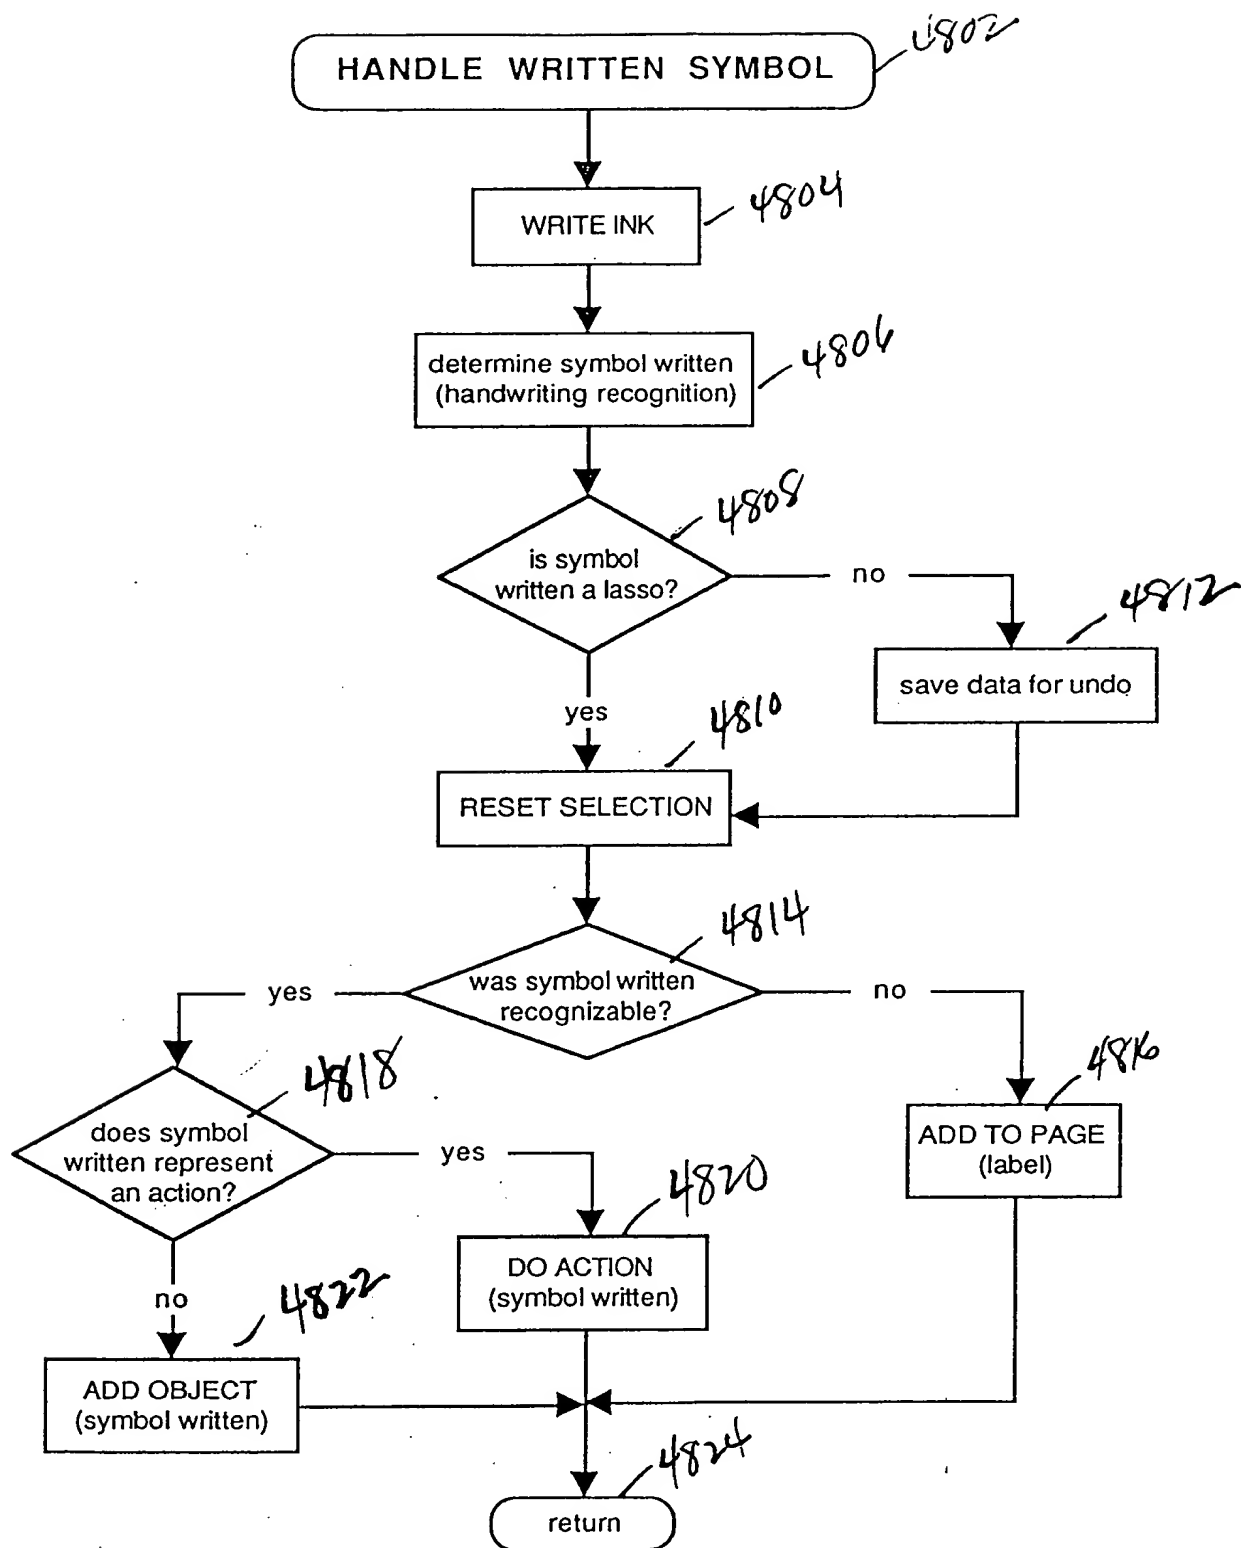 HANDLE WRITTEN SYMBOL
4802
WRITE INK
4804
determine symbol written
(handwriting recognition)
4806
4808
is symbol
written a lasso?
no
4812
save data for undo
yes
4810
RESET SELECTION
4814
was symbol written
recognizable?
yes
no
4818
4816
does symbol
written represent
an action?
yes
ADD TO PAGE
(label)
4820
no
DO ACTION
(symbol written)
4822
ADD OBJECT
(symbol written)
4824
return